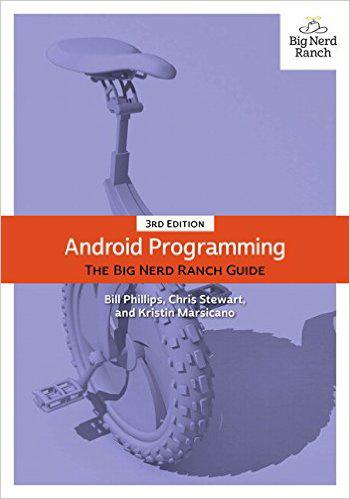 Big Nerd
Ranch
3RD EDITION
Android Programming
THE BIG NERD RANCH GUIDE
Bill Phillips, Chris Stewart,
and Kristin Marsicano